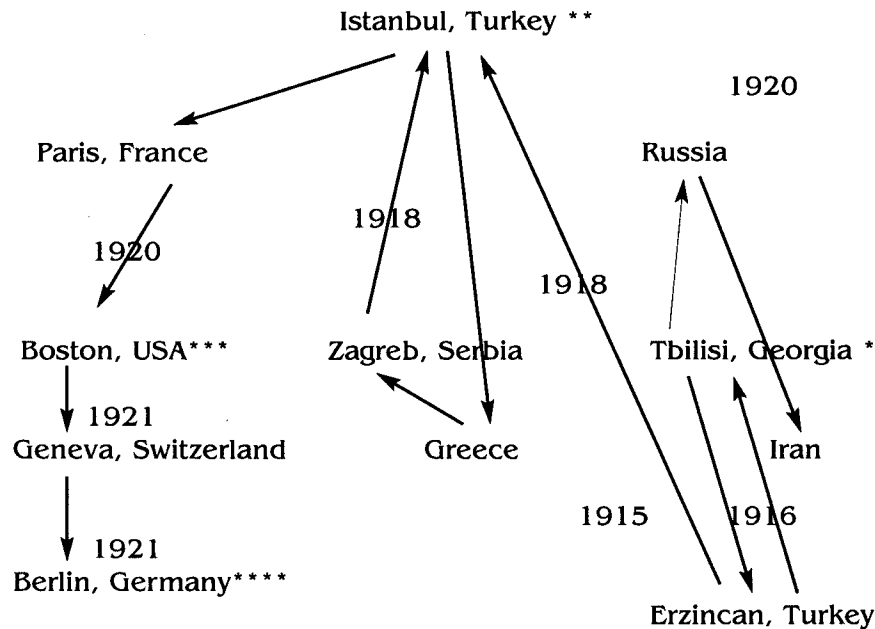 Istanbul, Turkey **
1920
Paris, France
Russia
1918
1920
1918
Boston, USA***
Zagreb, Serbia
Tbilisi, Georgia *
1921
Geneva, Switzerland
Greece
Iran
1915
1916
1921
Berlin, Germany****
Erzincan, Turkey